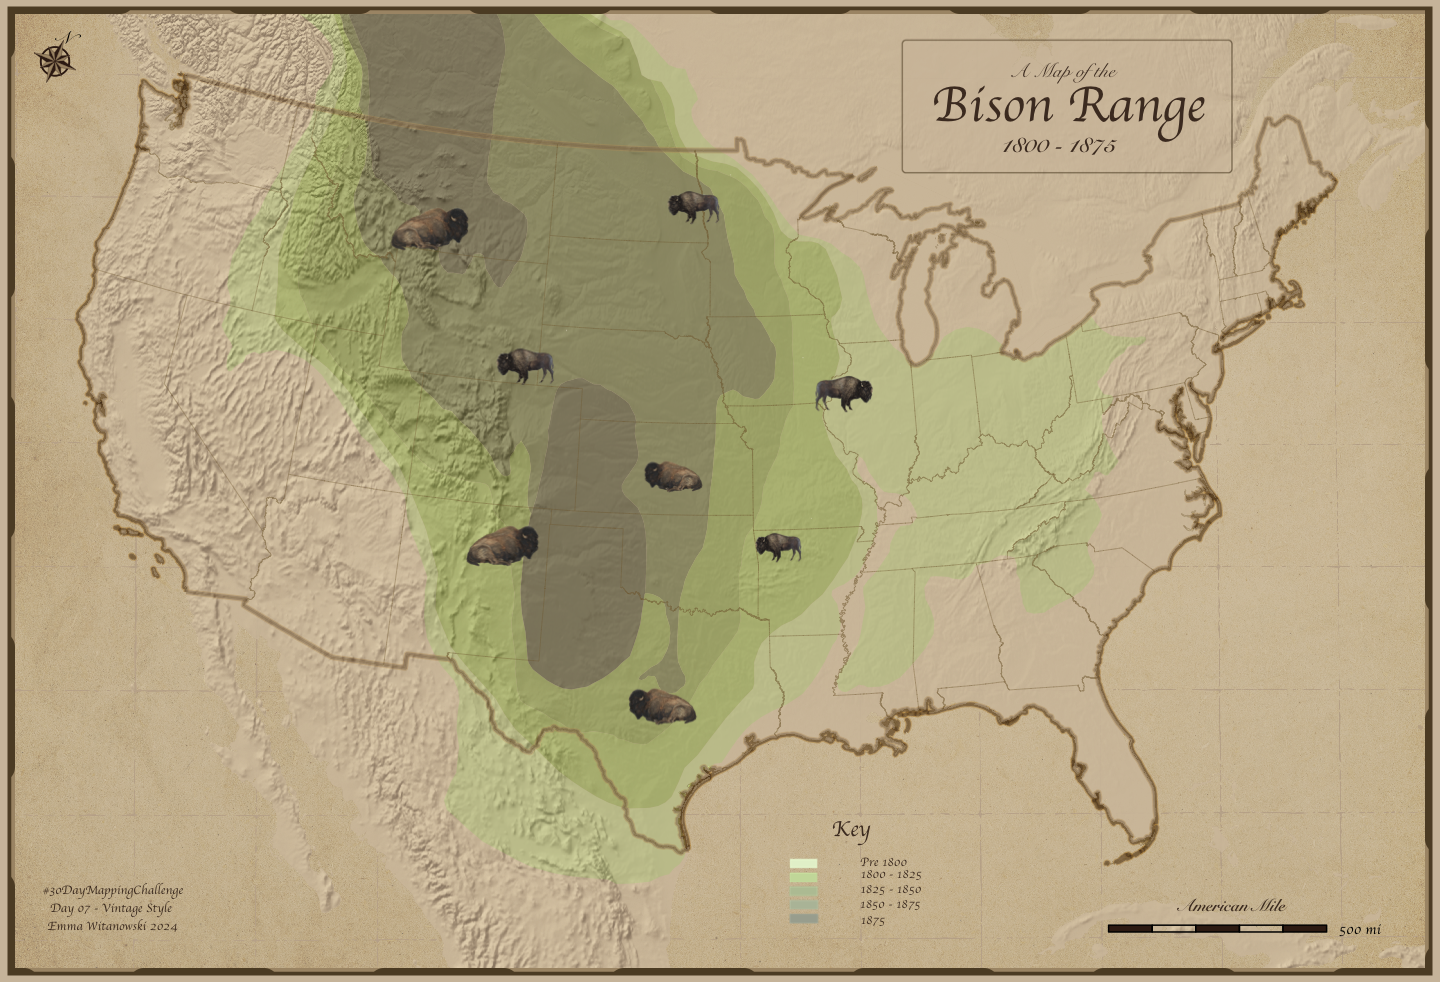 N
A Map of the
Bison Range
1800 - 1875
Key
Pre 1800
1800 - 1825
1825 - 1850
1850 - 1875
1875
#30DayMappingChallenge
Day 07 - Vintage Style
Emma Witanowski 2024
American Mile
500 mi